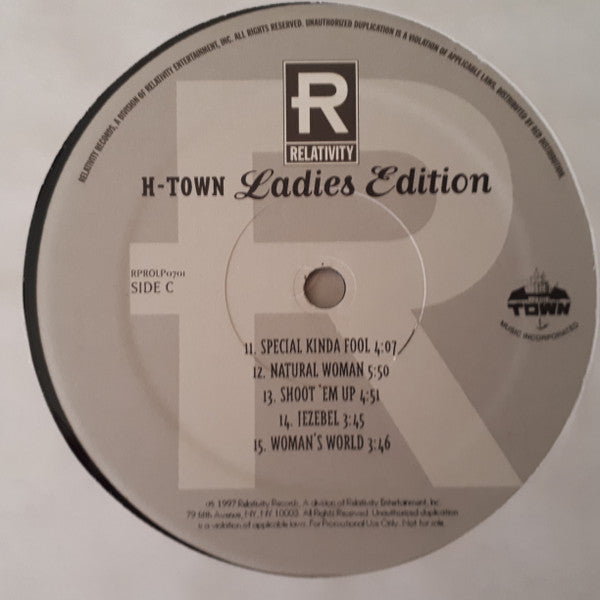 RELATIVITY RECORDS, A DIVISION OF RELATIVITY ENTERTAINMENT, INC. ALL RIGHTS RESERVED. UNAUTHORIZED DUPLICATION IS A VIOLATION OF APPLICABLE LAWS. DISTRIBUTED BY RED DISTRIBUTION.
R
RELATIVITY
H-TOWN Ladies Edition
RPROLP0701
SIDE C
TOWN
MUSIC INCORPORATED
11. SPECIAL KINDA FOOL 4:07
12. NATURAL WOMAN 5:50
13. SHOOT 'EM UP 4:51
14. JEZEBEL 3:45
15. WOMAN'S WORLD 3:46
℗© 1997 Relativity Records, A division of Relativity Entertainment, Inc.
79 fifth Avenue, NY, NY 10003. All Rights Reserved. Unauthorized duplication
is a violation of applicable laws. For Promotional Use Only. Not for sale.